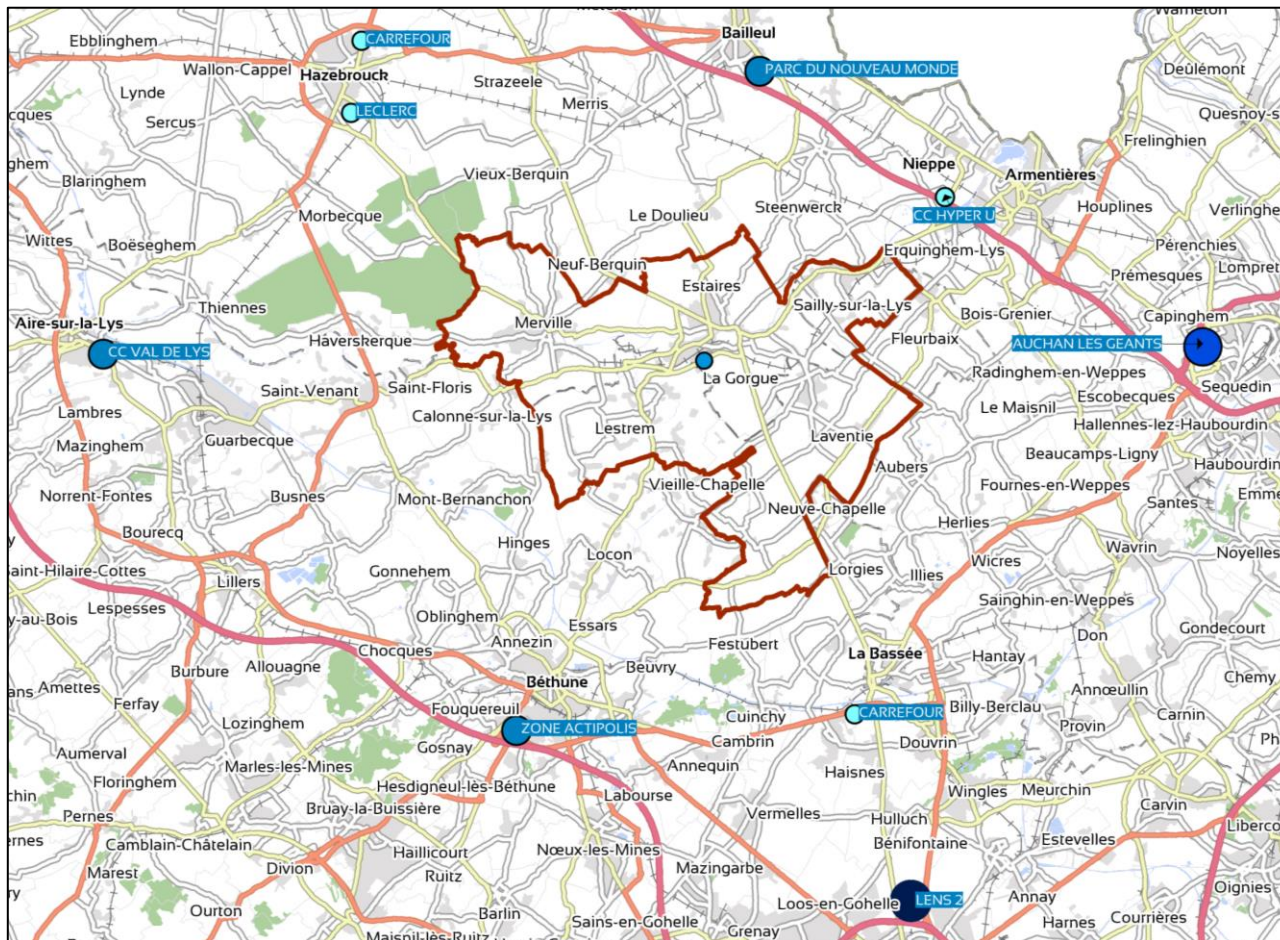 Ebblinghem
CARREFOUR
Bailleul
Warneton
Wallon-Cappel
Hazebrouck
Strazeele
PARC DU NOUVEAU MONDE
Deûlémont
Lynde
LECLERC
Merris
Quesnoy-s
Sercus
Frelinghien
Nieppe
Blaringhem
Vieux-Berquin
Armentières
Morbecque
Le Doulieu
Steenwerck
CC HYPER U
Houplines
Verlinghe
Wittes
Boëseghem
Erquinghem-Lys
Pérenchies
Neuf-Berquin
Prémesques
Lompret
Thiennes
Estaires
Sailly-sur-la-Lys
Bois-Grenier
Capinghem
Aire-sur-la-Lys
Merville
Fleurbaix
CC VAL DE LYS
Hàverskerque
AUCHAN LES GEANTS
La Gorgue
Radinghem-en-Weppes
Sequedin
Saint-Venant
Saint-Floris
Escobecques
Lambres
Calonne-sur-la-Lys
Le Maisnil
Hallennes-lez-Haubourdin
Mazinghem
Guarbecque
Lestrem
Laventie
Beaucamps-Ligny
Haubourdin
Aubers
Norrent-Fontes
Busnes
Mont-Bernanchon
Vieille-Chapelle
Fournes-en-Weppes
Santes
Emme
Neuve-Chapelle
Bourecq
Hinges
Herlies
Wavrin
Noyelles
Locon
Saint-Hilaire-Cottes
Gonnehem
Lorgies
Illies
Wicres
Lillers
Lespesses
Sainghin-en-Weppes
y-au-Bois
Oblinghem
Essars
Gondecourt
Annezin
Festubert
Don
Chocques
La Bassée
Burbure
Allouagne
Beuvry
Hantay
Chemy
Béthune
Amettes
Ferfay
Fouquereuil
Annœullin
Lozinghem
ZONE ACTIPOLIS
Cuinchy
CARREFOUR
Billy-Berclau
Carnin
Provin
Aumerval
Gosnay
Cambrin
Douvrin
Marles-les-Mines
Annequin
Haisnes
Floringhem
Hesdigneul-lès-Béthune
Labourse
Wingles
Meurchin
Bruay-la-Buissière
Vermelles
Carvin
Pernes
Hulluch
Camblain-Châtelain
Haillicourt
Nœux-les-Mines
Bénifontaine
Estevelles
Marest
Divion
Ruitz
Mazingarbe
Oignies
Loos-en-Gohelle
LENS 2
Annay
Ourton
Barlin
Harnes
Courrières
Maisnil-lès-Ruitz
Sains-en-Gohelle
Grenay